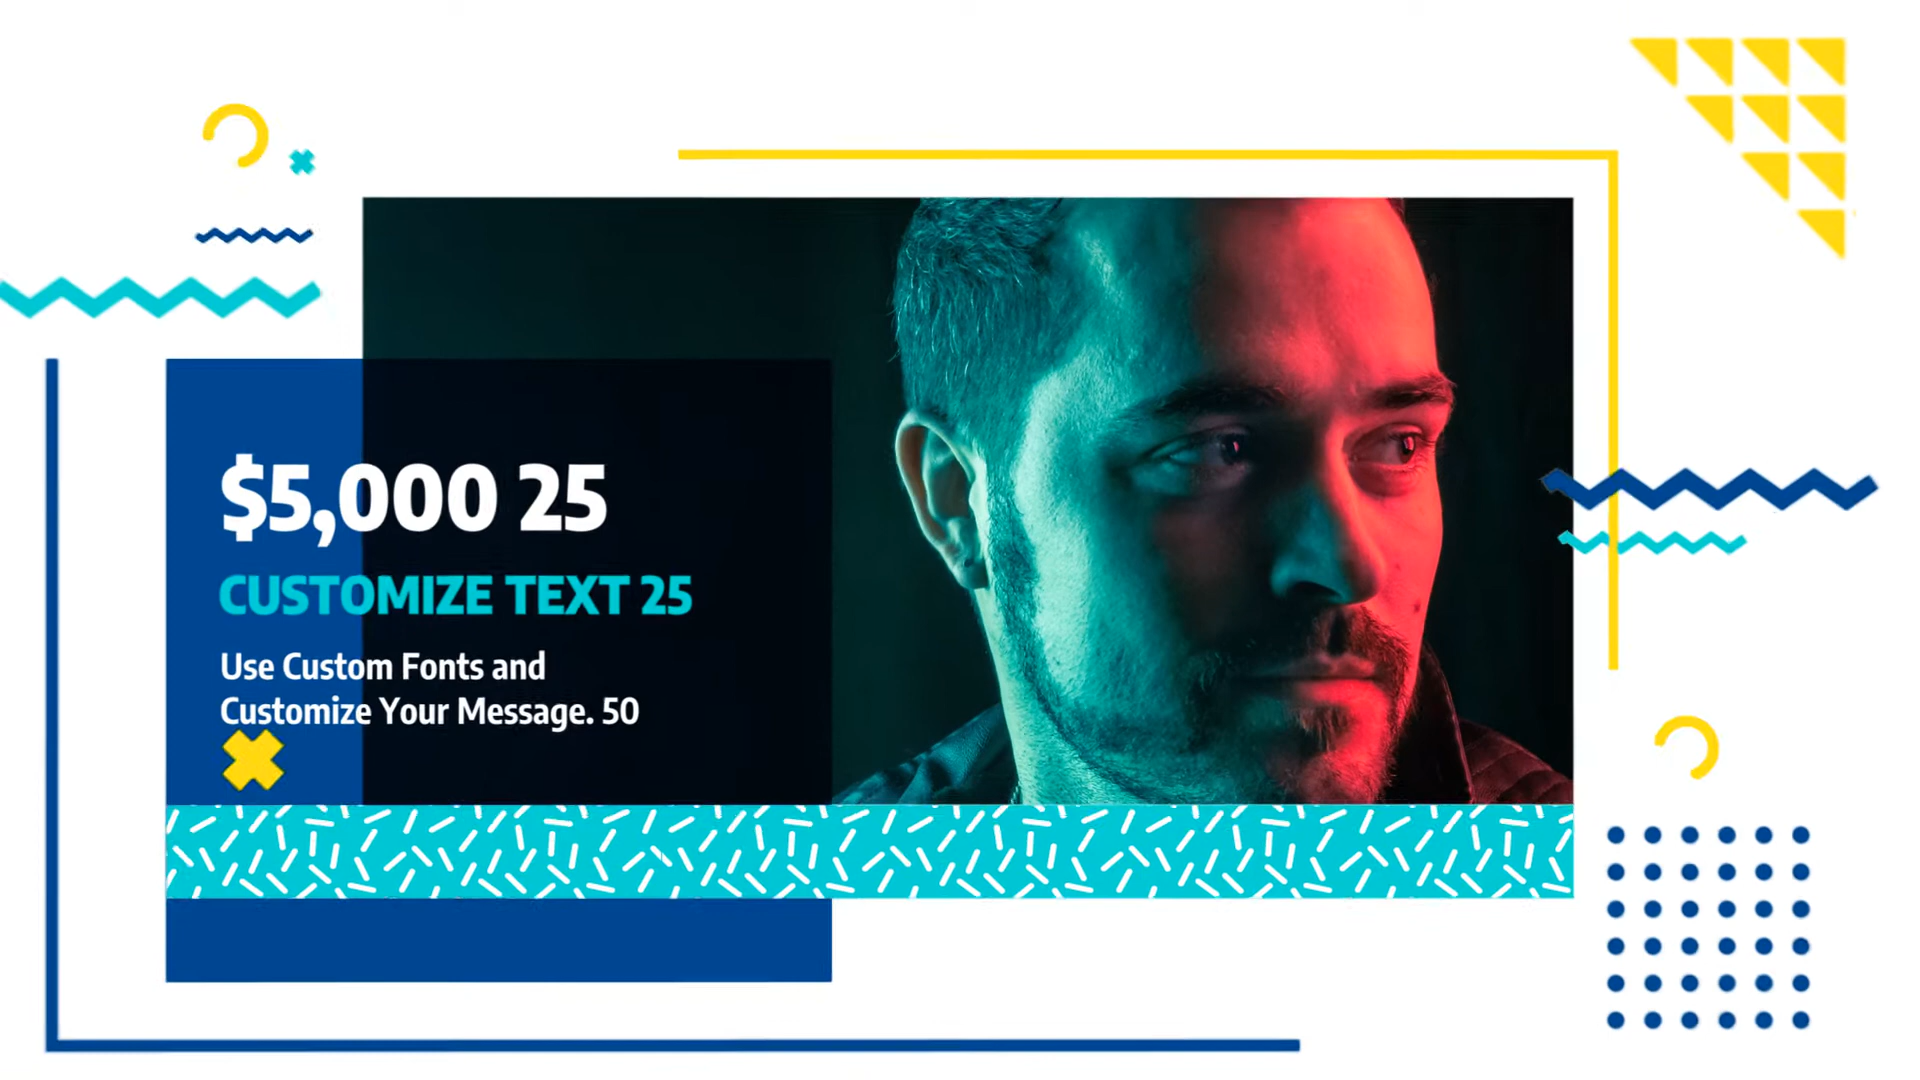 $5,000 25
CUSTOMIZE TEXT 25
Use Custom Fonts and
Customize Your Message. 50